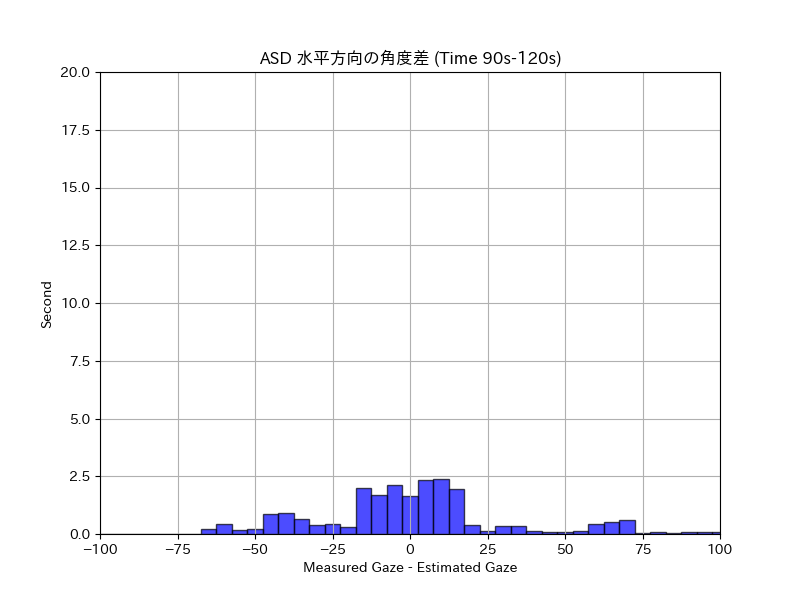 ASD 水平方向の角度差 (Time 90s-120s)
20.0
17.5
15.0
12.5
10.0
7.5
5.0
2.5
0.0
Second
−100 −75 −50 −25 0 25 50 75 100
Measured Gaze - Estimated Gaze